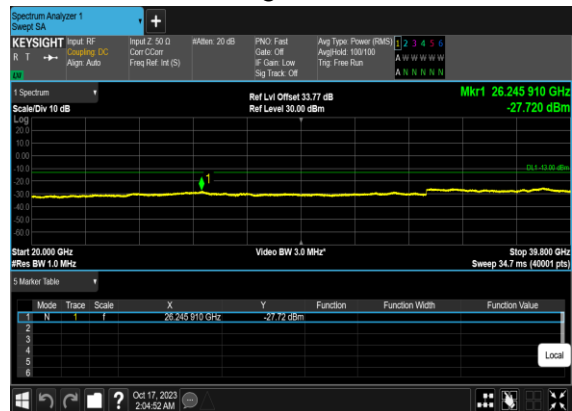 Spectrum Analyzer 1
Swept SA
+
KEYSIGHT Input: RF Input Z: 50 Ω #Atten: 20 dB PNO: Fast Avg Type: Power (RMS) 1 2 3 4 5 6
R T Coupling: DC Corr CCorr Gate: Off Avg|Hold: 100/100 A W W W W W
Align: Auto Freq Ref: Int (S) IF Gain: Low Trig: Free Run
LXI Sig Track: Off A N N N N N
1 Spectrum Ref Lvl Offset 33.77 dB Mkr1 26.245 910 GHz
Scale/Div 10 dB Ref Level 30.00 dBm -27.720 dBm
Log
20.0
10.0
0.00
-10.0
DL1 -13.00 dBm
1
-20.0
-30.0
-40.0
-50.0
-60.0
Start 20.000 GHz Video BW 3.0 MHz* Stop 39.800 GHz
#Res BW 1.0 MHz Sweep 34.7 ms (40001 pts)
5 Marker Table
Mode Trace Scale X Y Function Function Width Function Value
1 N 1 f 26.245 910 GHz -27.72 dBm
2
3
4
5
6
Local
? Oct 17, 2023
2:04:52 AM